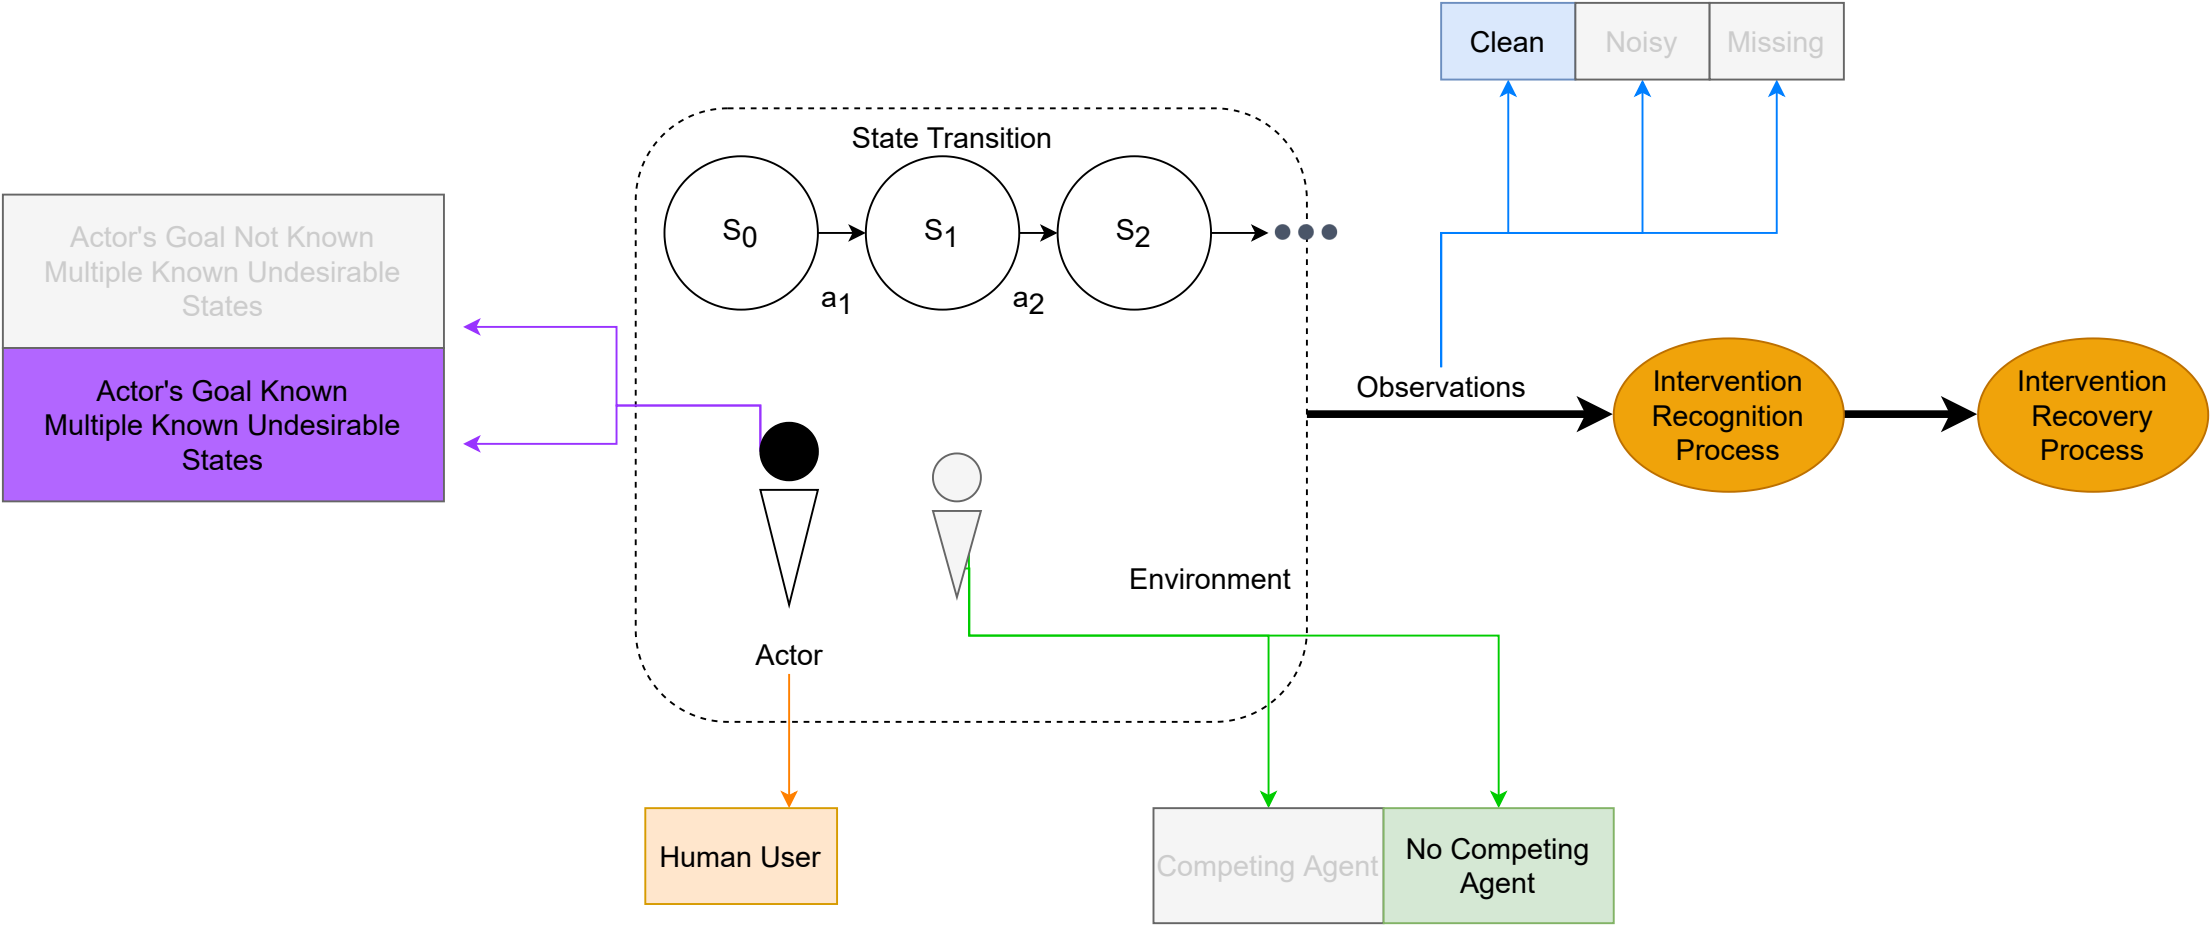 Clean
Noisy
Missing
State Transition
S0
S1
S2
a1
a2
Actor's Goal Not Known
Multiple Known Undesirable
States
Actor's Goal Known
Multiple Known Undesirable
States
Observations
Intervention
Recognition
Process
Intervention
Recovery
Process
Environment
Actor
Human User
Competing Agent
No Competing
Agent